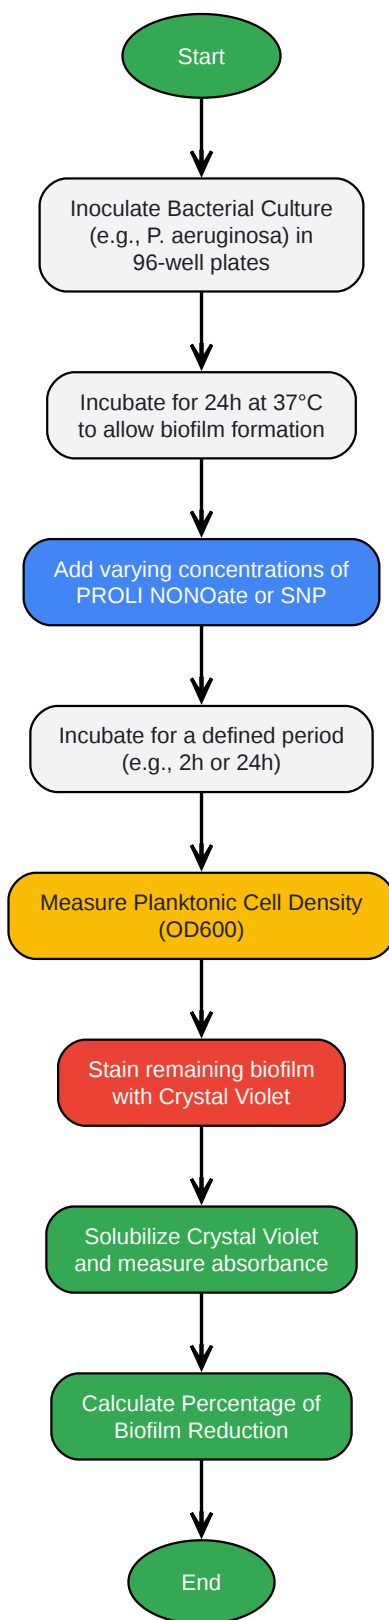 Start
Inoculate Bacterial Culture
(e.g., P. aeruginosa) in
96-well plates
Incubate for 24h at 37°C
to allow biofilm formation
Add varying concentrations of
PROLI NONOate or SNP
Incubate for a defined period
(e.g., 2h or 24h)
Measure Planktonic Cell Density
(OD600)
Stain remaining biofilm
with Crystal Violet
Solubilize Crystal Violet
and measure absorbance
Calculate Percentage of
Biofilm Reduction
End